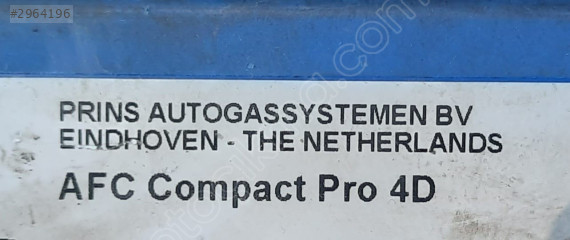 #2964196
PRINS AUTOGASSYSTEMEN BV
EINDHOVEN - THE NETHERLANDS
AFC Compact Pro 4D